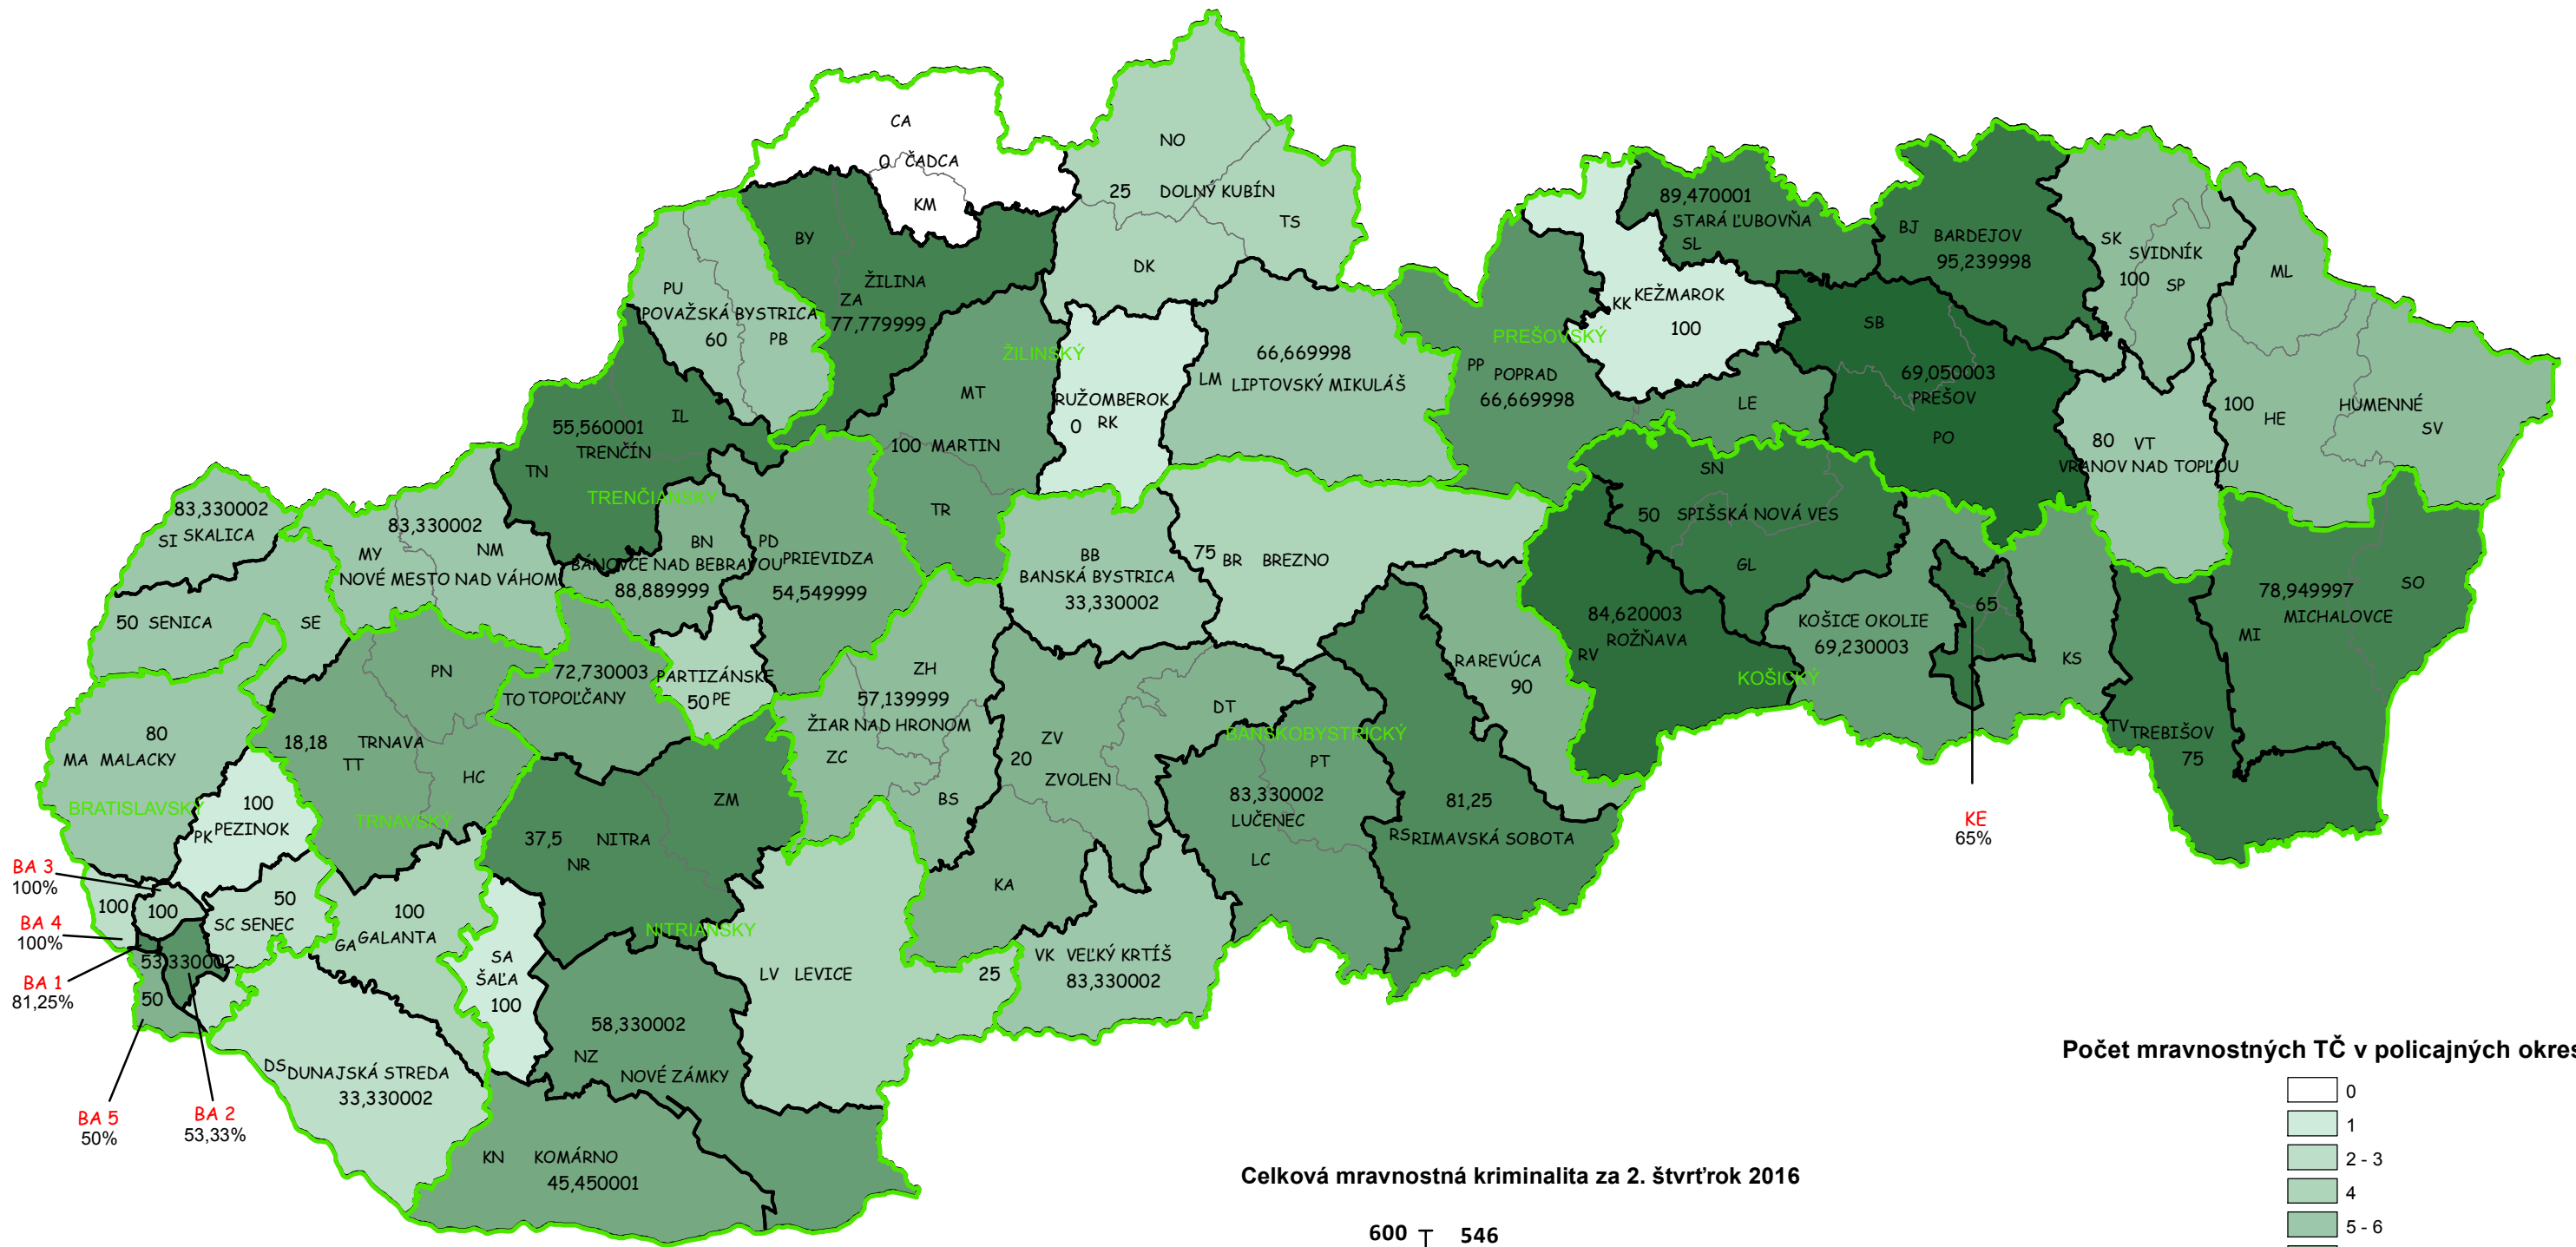 CA
0 ČADCA
KM
NO
25 DOLNÝ KUBÍN
TS
DK
BY
ŽILINA
ZA
77,779999
PU
POVAŽSKÁ BYSTRICA
60 PB
ŽILINSKÝ
MT
100 MARTIN
TR
RUŽOMBEROK
0 RK
66,669998
LM LIPTOVSKÝ MIKULÁŠ
PREŠOVSKÝ
PP POPRAD
66,669998
LE
KK KEŽMAROK
100
89,470001
STARÁ ĽUBOVŇA
SL
BJ BARDEJOV
95,239998
SK
SVIDNÍK
100 SP
ML
SB
69,050003
PREŠOV
PO
100 HE
HUMENNÉ
SV
80 VT
VRANOV NAD TOPĽOU
55,560001
TRENČÍN
IL
TN
TRENČIANSKY
83,330002
SI SKALICA
83,330002
MY NM
NOVÉ MESTO NAD VÁHOM
BN
BÁNOVCE NAD BEBRAVOU
88,889999
PD PRIEVIDZA
54,549999
BB
BANSKÁ BYSTRICA
33,330002
75 BR BREZNO
SN
50 SPIŠSKÁ NOVÁ VES
GL
84,620003
ROŽŇAVA
RV
KOŠICE OKOLIE
69,230003
KS
65
KOŠICKÝ
78,949997
MICHALOVCE
MI
SO
TV TREBIŠOV
75
KE
65%
50 SENICA
SE
PN
72,730003
TO TOPOĽČANY
PARTIZÁNSKE
50 PE
ZH
57,139999
ŽIAR NAD HRONOM
ZC
BS
RA REVÚCA
90
DT
BANSKOBYSTRICKÝ
PT
ZV
20
ZVOLEN
KA
83,330002
LUČENEC
LC
81,25
RS RIMAVSKÁ SOBOTA
80
MA MALACKY
BRATISLAVSKÝ
18,18 TRNAVA
TT
HC
TRNAVSKÝ
100
PK PEZINOK
ZM
37,5 NITRA
NR
NITRIANSKY
BA 3
100%
100
100
50
SC SENEC
100
GA GALANTA
BA 4
100%
53,330002
BA 1
81,25%
50
SA
ŠAĽA
100
LV LEVICE
25
VK VEĽKÝ KRTÍŠ
83,330002
58,330002
NZ
NOVÉ ZÁMKY
DS DUNAJSKÁ STREDA
33,330002
BA 5
50%
BA 2
53,33%
KN KOMÁRNO
45,450001
Celková mravnostná kriminalita za 2. štvrťrok 2016
600 546
Počet mravnostných TČ v policajných okres
0
1
2 - 3
4
5 - 6